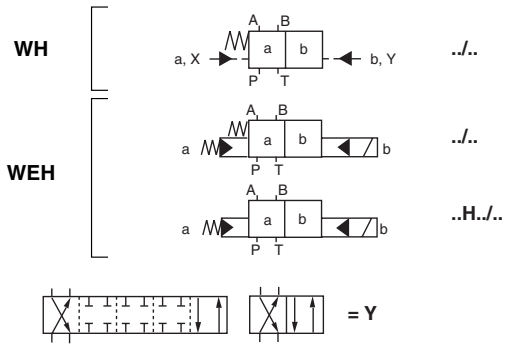 A B
WH a, X a b b, Y ../..
P T
A B
a a b b ../..
P T
WEH
A B
a a b b ..H../..
P T
= Y